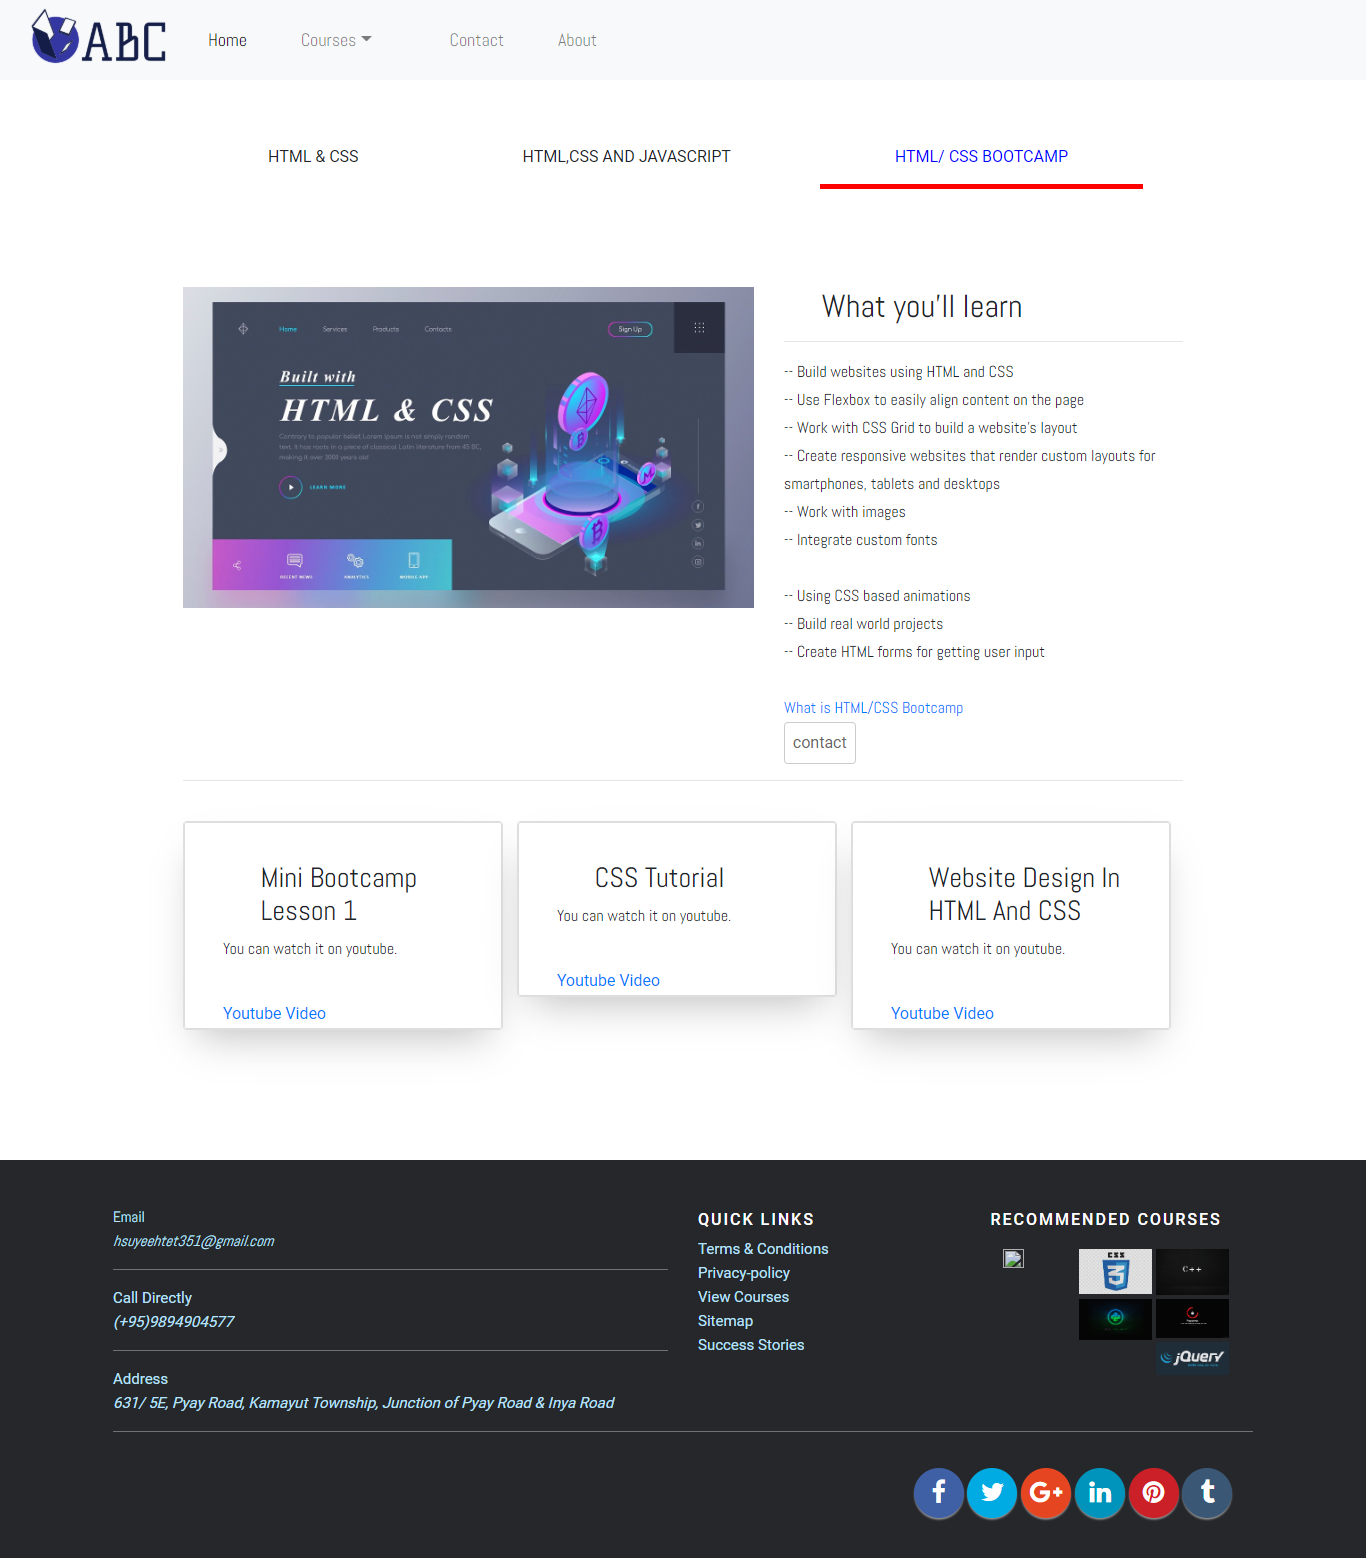 ABC
Home
Courses
Contact
About
HTML & CSS
HTML,CSS AND JAVASCRIPT
HTML/ CSS BOOTCAMP
Home
Services
Products
Contacts
Sign Up
Built with
HTML & CSS
Contrary to popular belief, Lorem Ipsum is not simply random
text. It has roots in a piece of classical Latin literature from 45 BC,
making it over 2000 years old
LEARN MORE
RECENT NEWS
ANALYTICS
MOBILE APP
What you'll learn
-- Build websites using HTML and CSS
-- Use Flexbox to easily align content on the page
-- Work with CSS Grid to build a website's layout
-- Create responsive websites that render custom layouts for
smartphones, tablets and desktops
-- Work with images
-- Integrate custom fonts
-- Using CSS based animations
-- Build real world projects
-- Create HTML forms for getting user input
What is HTML/CSS Bootcamp
contact
Mini Bootcamp
Lesson 1
You can watch it on youtube.
Youtube Video
CSS Tutorial
You can watch it on youtube.
Youtube Video
Website Design In
HTML And CSS
You can watch it on youtube.
Youtube Video
Email
hsuyeehtet351@gmail.com
Call Directly
(+95)9894904577
Address
631/ 5E, Pyay Road, Kamayut Township, Junction of Pyay Road & Inya Road
QUICK LINKS
Terms & Conditions
Privacy-policy
View Courses
Sitemap
Success Stories
RECOMMENDED COURSES
CSS
3
C++
jQuery
f
G+
in
t